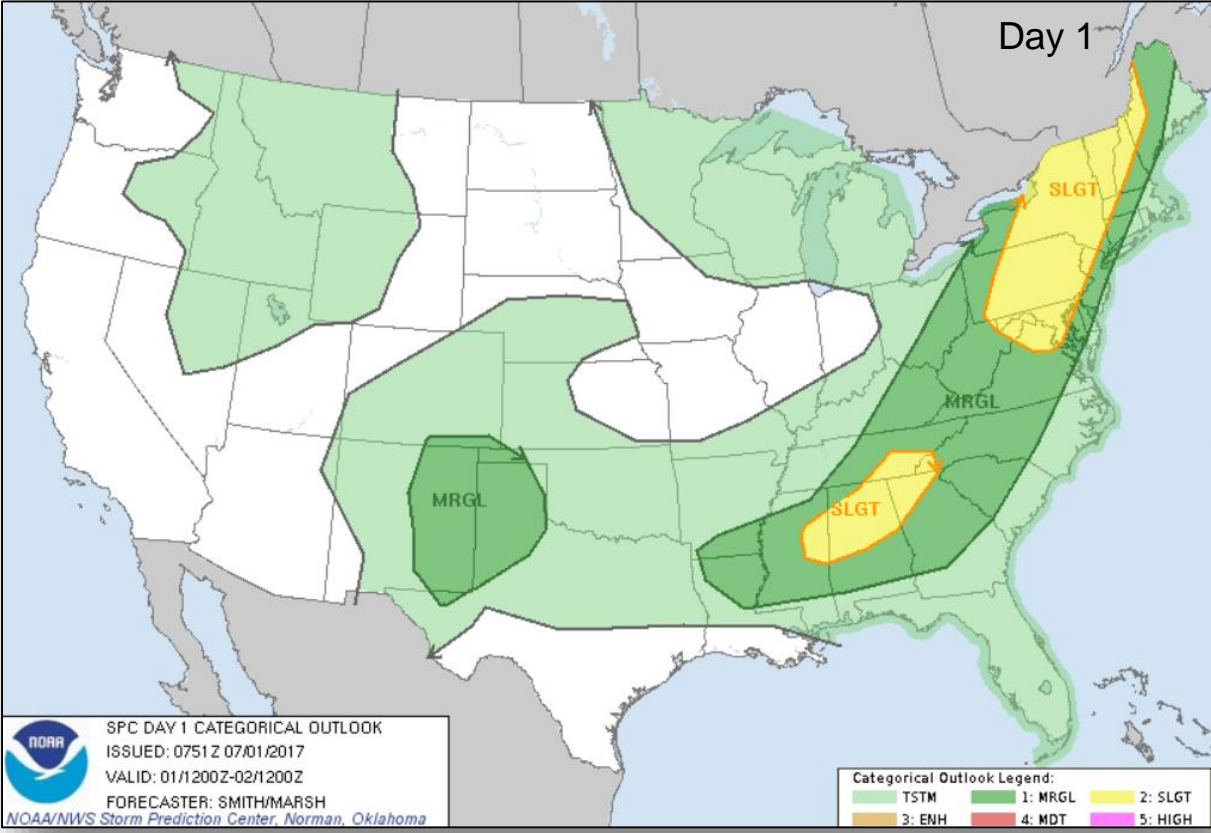 Day 1
SLGT
MRGL
MRGL
SLGT
NOAA
SPC DAY 1 CATEGORICAL OUTLOOK
ISSUED: 0751Z 07/01/2017
VALID: 01/1200Z-02/1200Z
FORECASTER: SMITH/MARSH
NOAA/NWS Storm Prediction Center, Norman, Oklahoma
Categorical Outlook Legend:
TSTM 1: MRGL 2: SLGT
3: ENH 4: MDT 5: HIGH